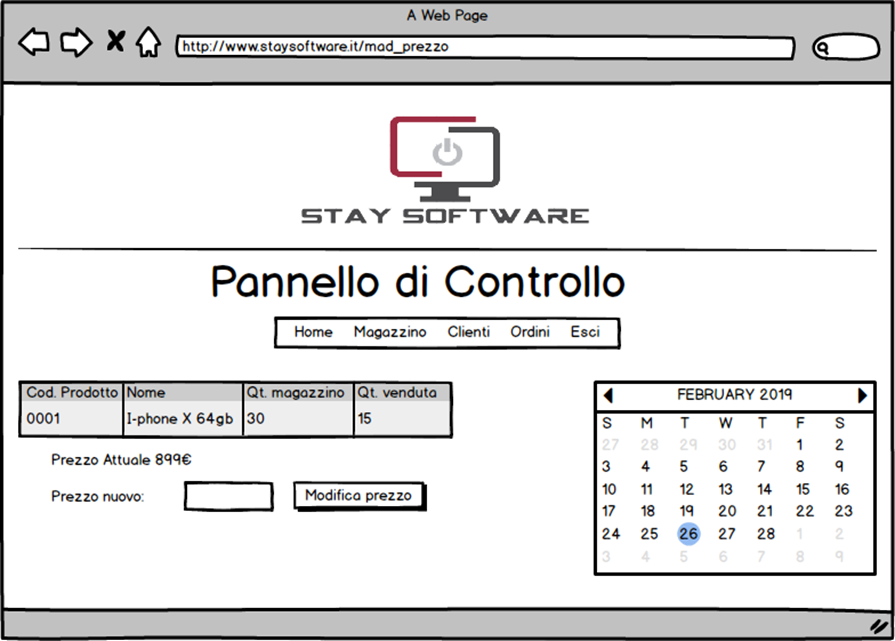 A Web Page
http://www.staysoftware.it/mad_prezzo
STAY SOFTWARE
Pannello di Controllo
Home Magazzino Clienti Ordini Esci
Cod. Prodotto Nome Qt. magazzino Qt. venduta
0001 I-phone X 64gb 30 15
Prezzo Attuale 899€
Prezzo nuovo: Modifica prezzo
FEBRUARY 2019
S M T W T F S
27 28 29 30 31 1 2
3 4 5 6 7 8 9
10 11 12 13 14 15 16
17 18 19 20 21 22 23
24 25 26 27 28 1 2
3 4 5 6 7 8 9